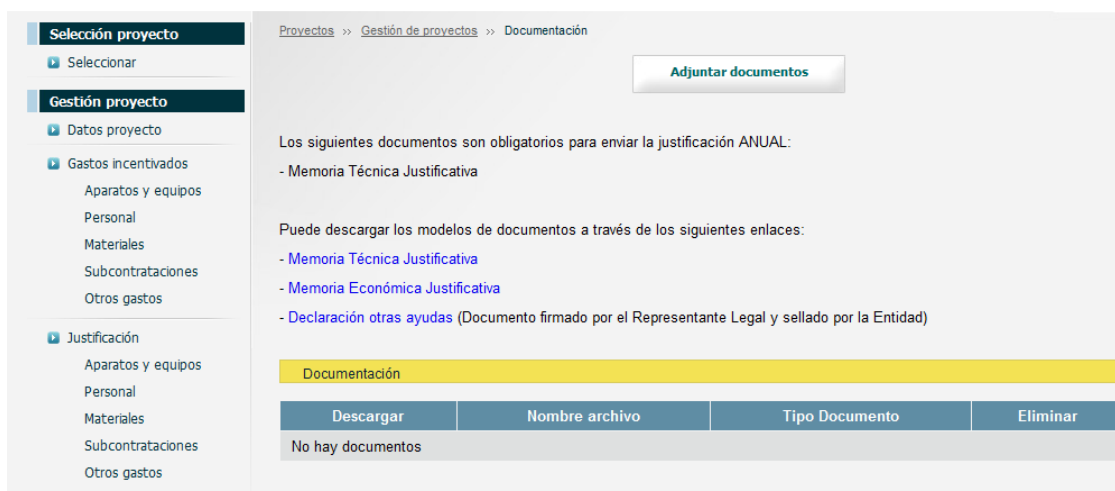 Selección proyecto
Seleccionar
Gestión proyecto
Datos proyecto
Gastos incentivados
Aparatos y equipos
Personal
Materiales
Subcontrataciones
Otros gastos
Justificación
Aparatos y equipos
Personal
Materiales
Subcontrataciones
Otros gastos
Proyectos >> Gestión de proyectos >> Documentación
Adjuntar documentos
Los siguientes documentos son obligatorios para enviar la justificación ANUAL:
- Memoria Técnica Justificativa
Puede descargar los modelos de documentos a través de los siguientes enlaces:
- Memoria Técnica Justificativa
- Memoria Económica Justificativa
- Declaración otras ayudas (Documento firmado por el Representante Legal y sellado por la Entidad)
Documentación
Descargar Nombre archivo Tipo Documento Eliminar
No hay documentos